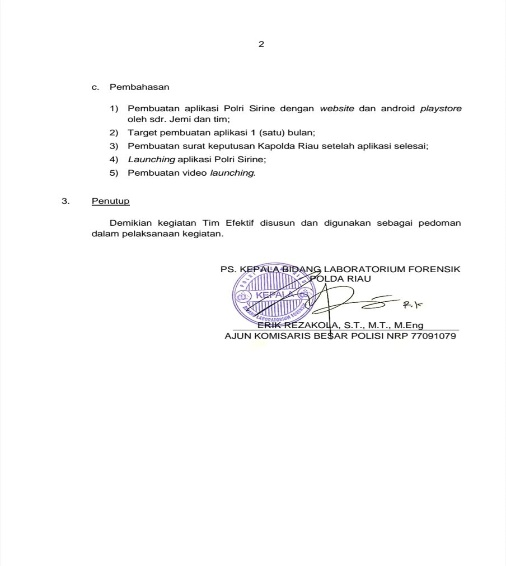 2
c. Pembahasan
1) Pembuatan aplikasi Polri Sirine dengan website dan android playstore
oleh sdr. Jemi dan tim;
2) Target pembuatan aplikasi 1 (satu) bulan;
3) Pembuatan surat keputusan Kapolda Riau setelah aplikasi selesai;
4) Launching aplikasi Polri Sirine;
5) Pembuatan video launching.
3. Penutup
Demikian kegiatan Tim Efektif disusun dan digunakan sebagai pedoman
dalam pelaksanaan kegiatan.
PS. KEPALA BIDANG LABORATORIUM FORENSIK
POLDA RIAU
KEPALA
R.K
ERIK REZAKOLA, S.T., M.T., M.Eng
AJUN KOMISARIS BESAR POLISI NRP 77091079